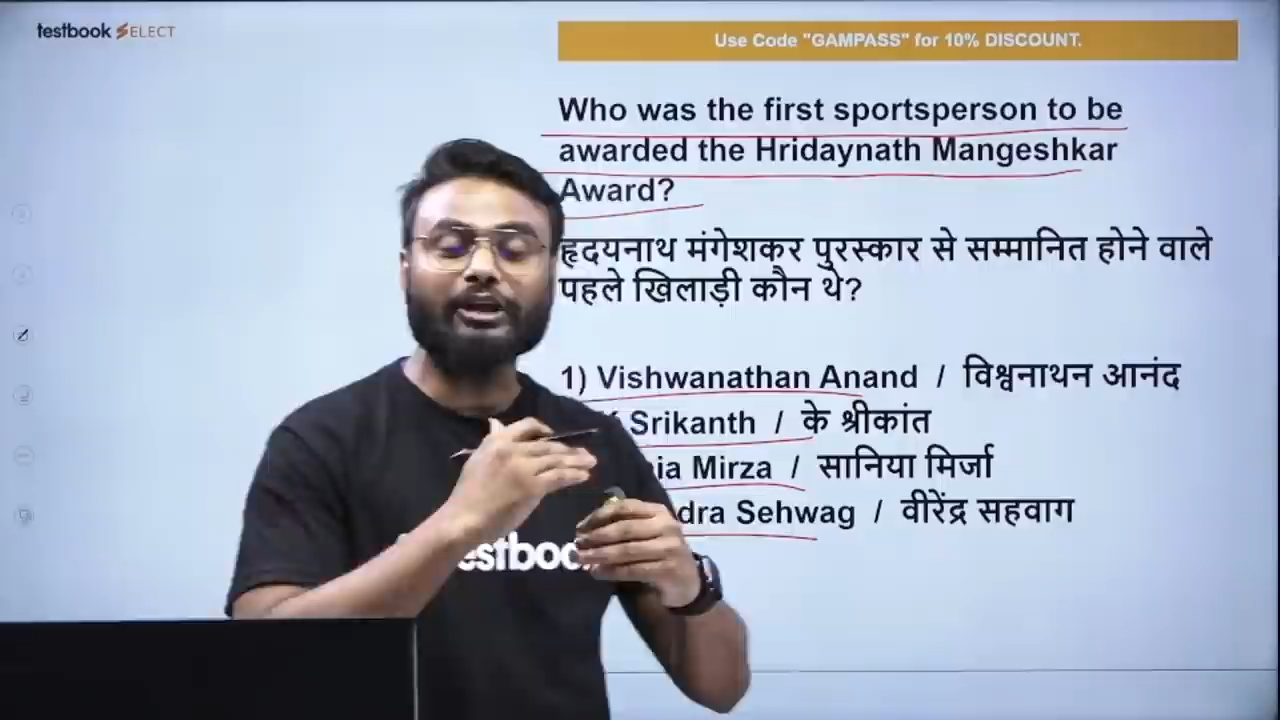 testbook SELECT
Use Code "GAMPASS" for 10% DISCOUNT.
Who was the first sportsperson to be
awarded the Hridaynath Mangeshkar
Award?
हृदयनाथ मंगेशकर पुरस्कार से सम्मानित होने वाले
पहले खिलाड़ी कौन थे?
1) Vishwanathan Anand / विश्वनाथन आनंद
Srikanth / के श्रीकांत
Mirza / सानिया मिर्जा
Sehwag / वीरेंद्र सहवाग